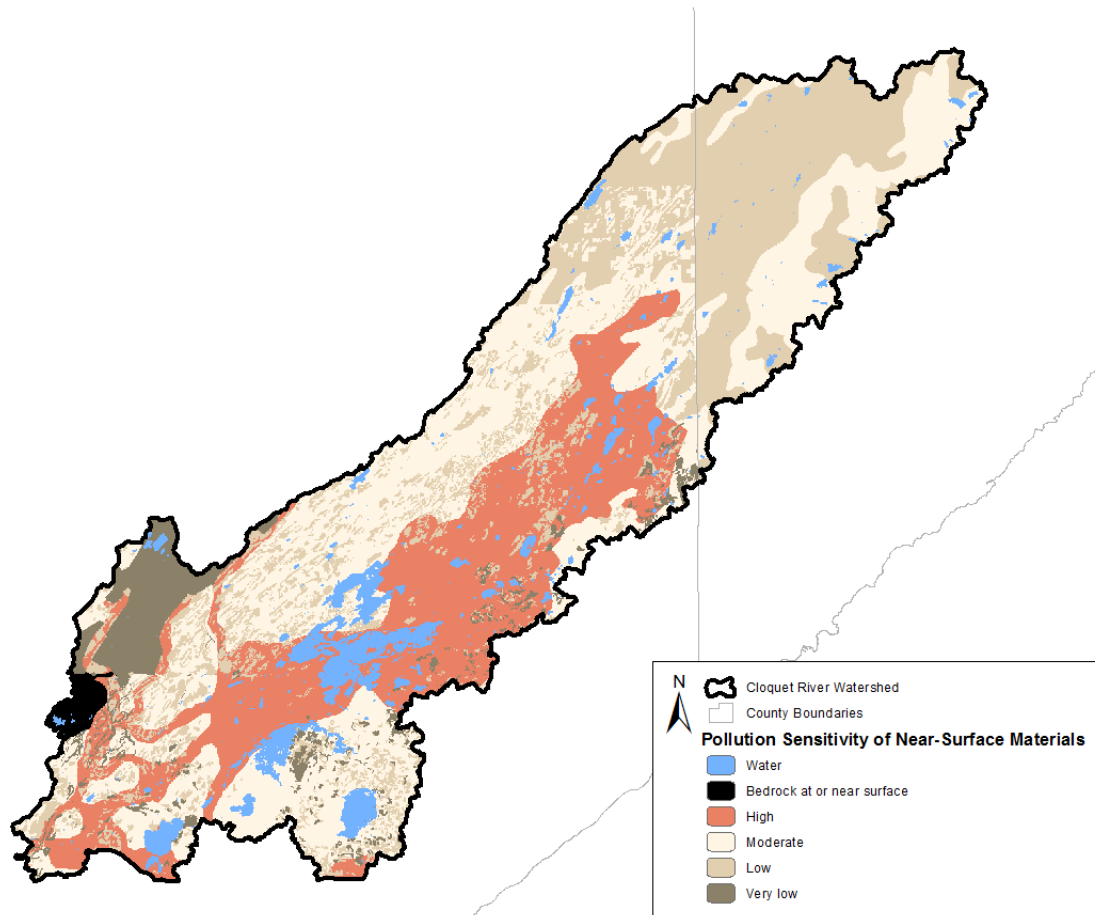 N
Cloquet River Watershed
County Boundaries
Pollution Sensitivity of Near-Surface Materials
Water
Bedrock at or near surface
High
Moderate
Low
Very low